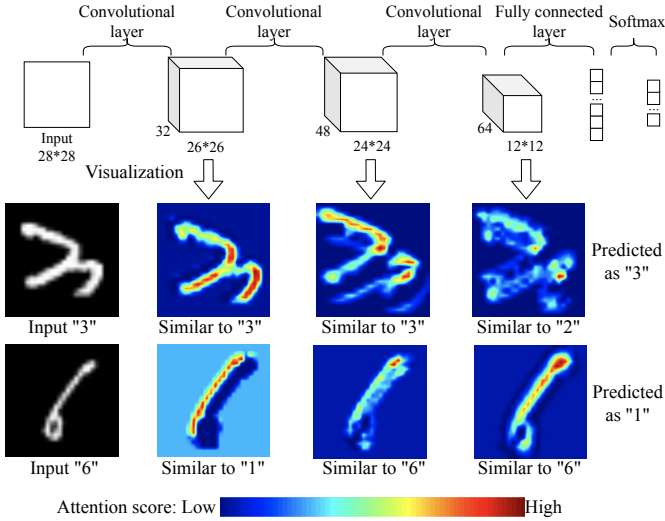 Convolutional layer
Convolutional layer
Convolutional layer
Fully connected layer
Softmax
...
...
Input
28*28
32
26*26
48
24*24
64
12*12
Visualization
Predicted as "3"
Input "3"
Similar to "3"
Similar to "3"
Similar to "2"
Predicted as "1"
Input "6"
Similar to "1"
Similar to "6"
Similar to "6"
Attention score: Low
High